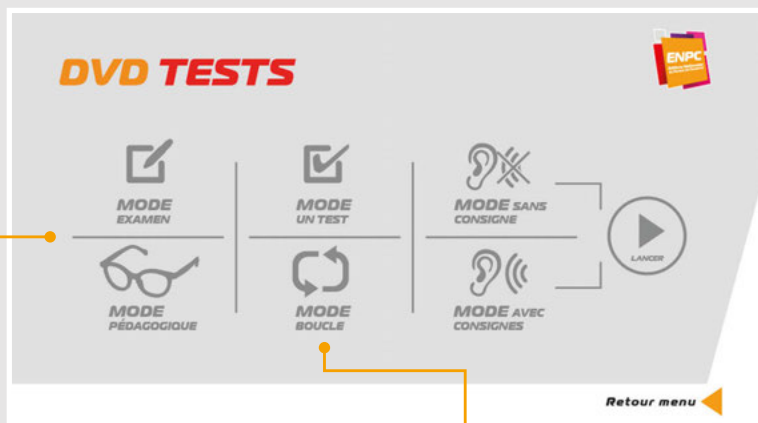 DVD TESTS
ENPC
MODE
EXAMEN
MODE
UN TEST
MODE SANS
CONSIGNE
LANCER
MODE
PÉDAGOGIQUE
MODE
BOUCLE
MODE AVEC
CONSIGNES
Retour menu